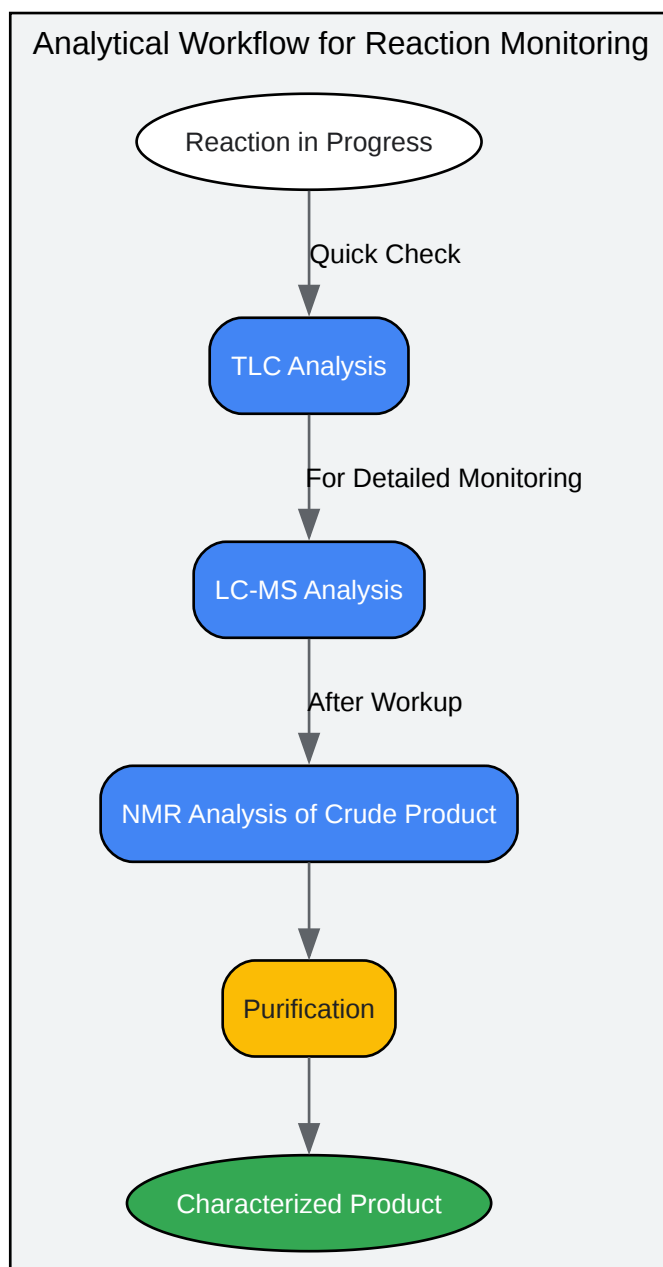 Analytical Workflow for Reaction Monitoring
Reaction in Progress
Quick Check
TLC Analysis
For Detailed Monitoring
LC-MS Analysis
After Workup
NMR Analysis of Crude Product
Purification
Characterized Product